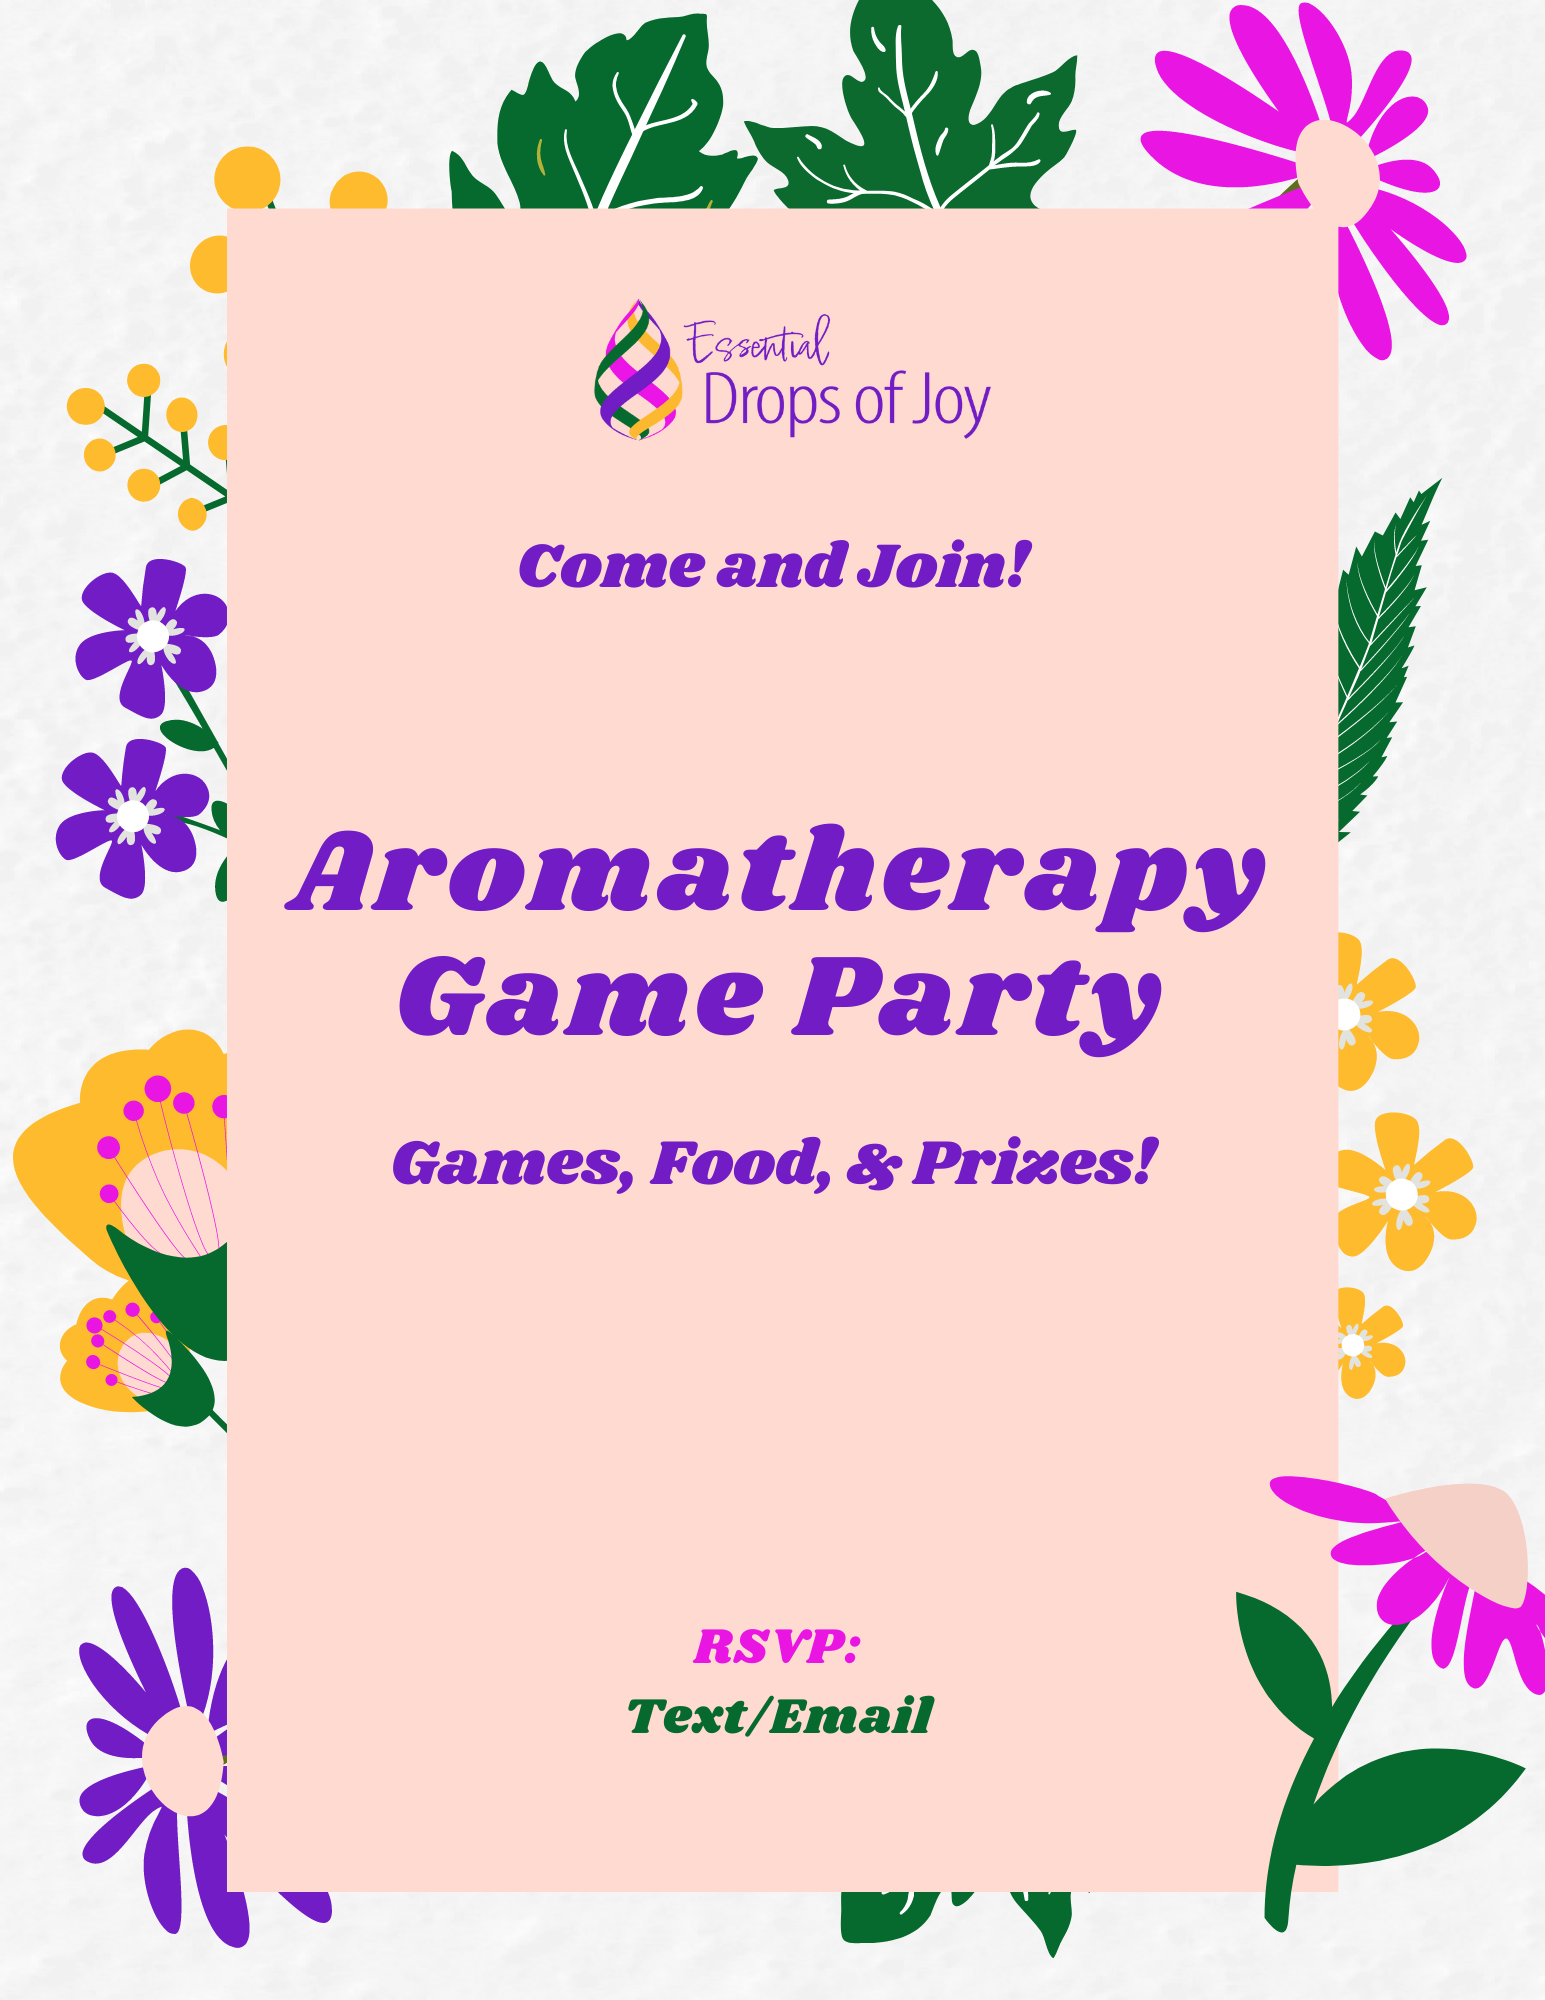 Essential
Drops of Joy
Come and Join!
Aromatherapy
Game Party
Games, Food, & Prizes!
RSVP:
Text/Email